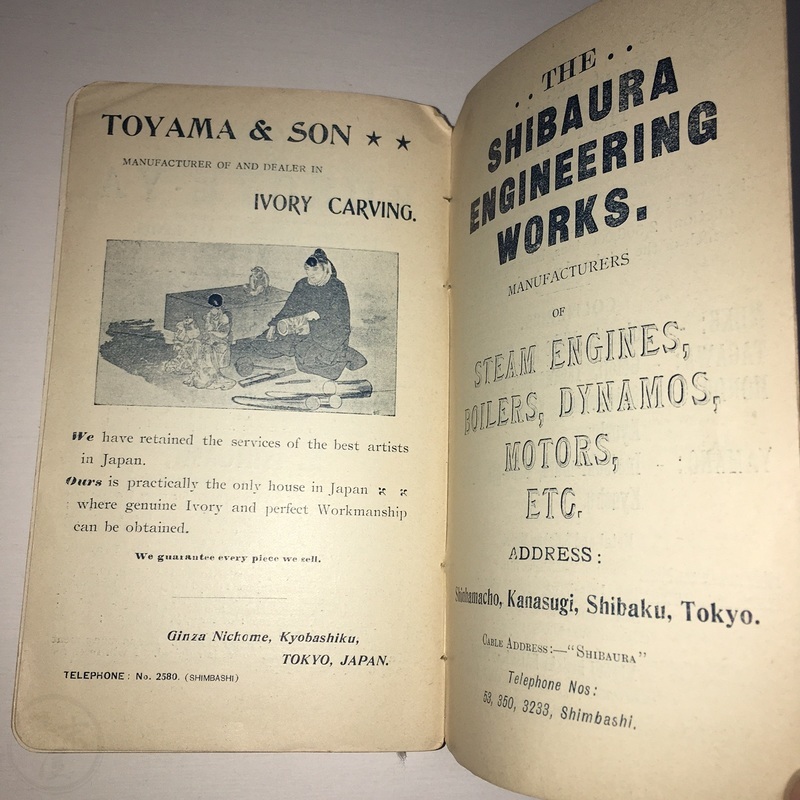 TOYAMA & SON ★ ★
MANUFACTURER OF AND DEALER IN
IVORY CARVING.
We have retained the services of the best artists
in Japan.
Ours is practically the only house in Japan
where genuine Ivory and perfect Workmanship
can be obtained.
We guarantee every piece we sell.
Ginza Nichome, Kyobashiku,
TOKYO, JAPAN.
TELEPHONE: No. 2580. (SHIMBASHI)
. . THE . .
SHIBAURA
ENGINEERING
WORKS.
MANUFACTURERS
OF
STEAM ENGINES,
BOILERS, DYNAMOS,
MOTORS,
ETC.
ADDRESS:
Shinhamacho, Kanasugi, Shibaku, Tokyo.
CABLE ADDRESS:—"SHIBAURA"
Telephone Nos:
53, 350, 3233, Shimbashi.